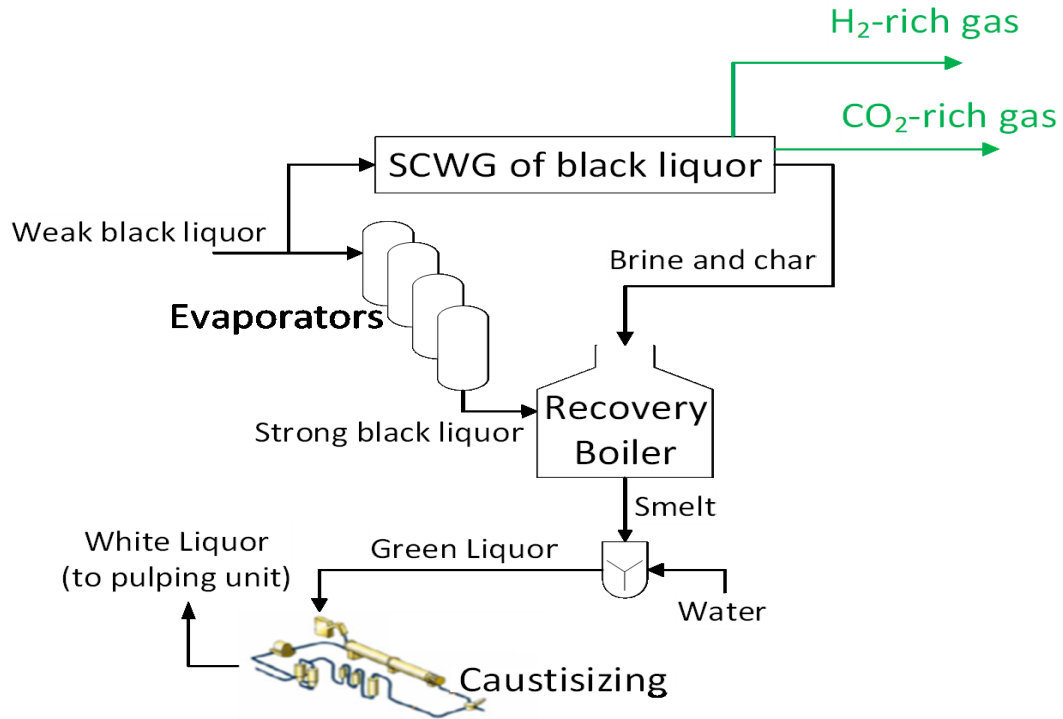 H₂-rich gas
CO₂-rich gas
SCWG of black liquor
Weak black liquor
Brine and char
Evaporators
Recovery
Boiler
Strong black liquor
Smelt
White Liquor
(to pulping unit)
Green Liquor
Water
Caustisizing